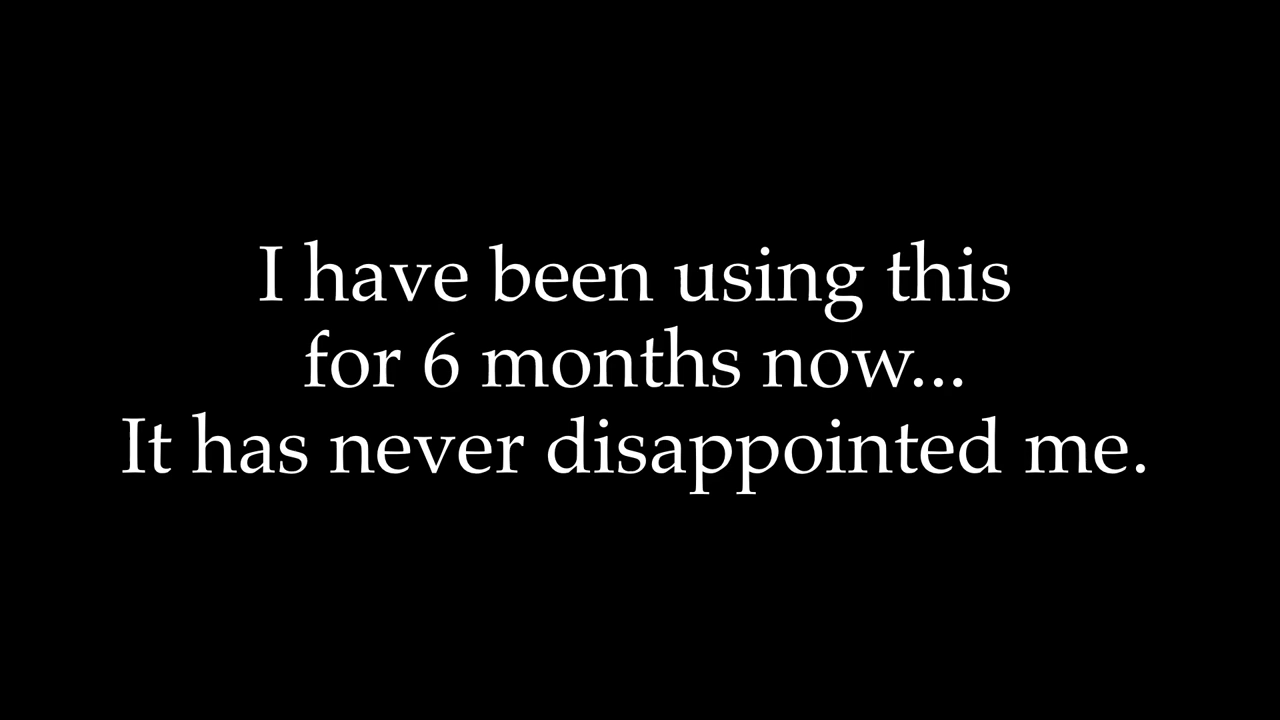 I have been using this
for 6 months now...
It has never disappointed me.